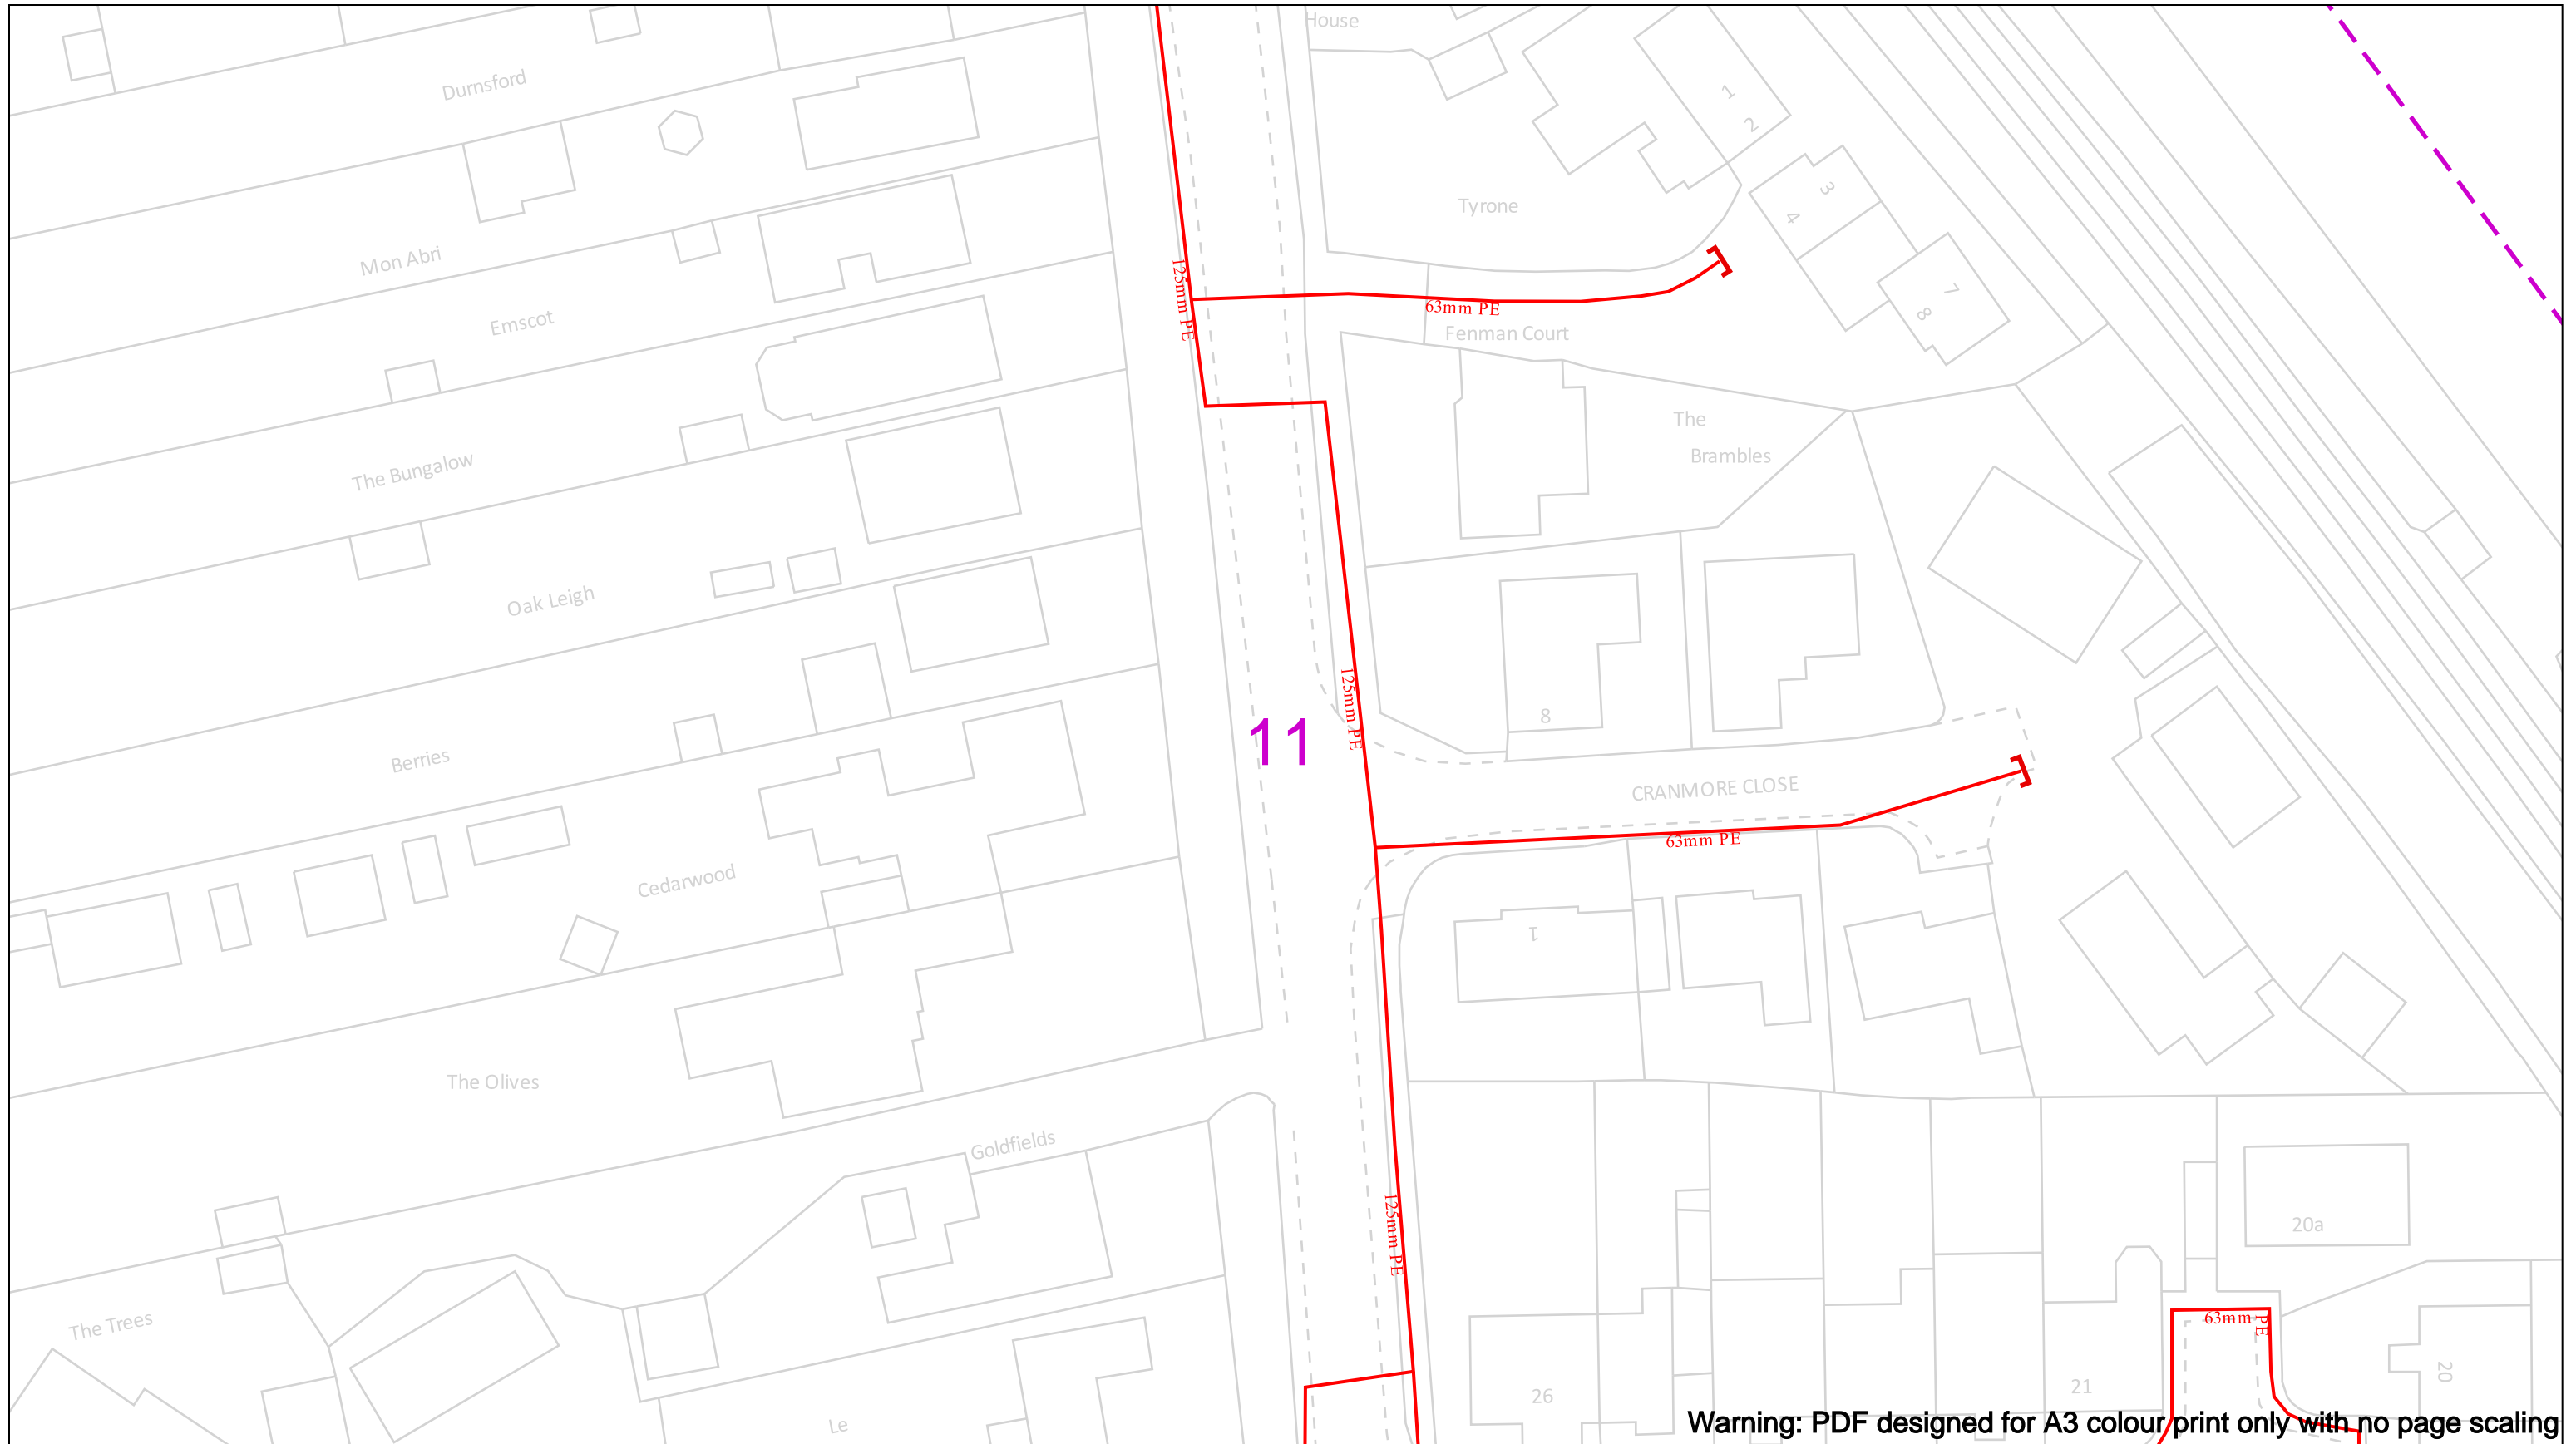 House
Durnsford
1
2
3
4
Tyrone
Mon Abri
125mm PE
63mm PE
7
8
Emscot
Fenman Court
The
Brambles
The Bungalow
Oak Leigh
125mm PE
8
11
Berries
CRANMORE CLOSE
63mm PE
Cedarwood
1
The Olives
Goldfields
125mm PE
20a
The Trees
63mm PE
20
21
26
Le
Warning: PDF designed for A3 colour print only with no page scaling